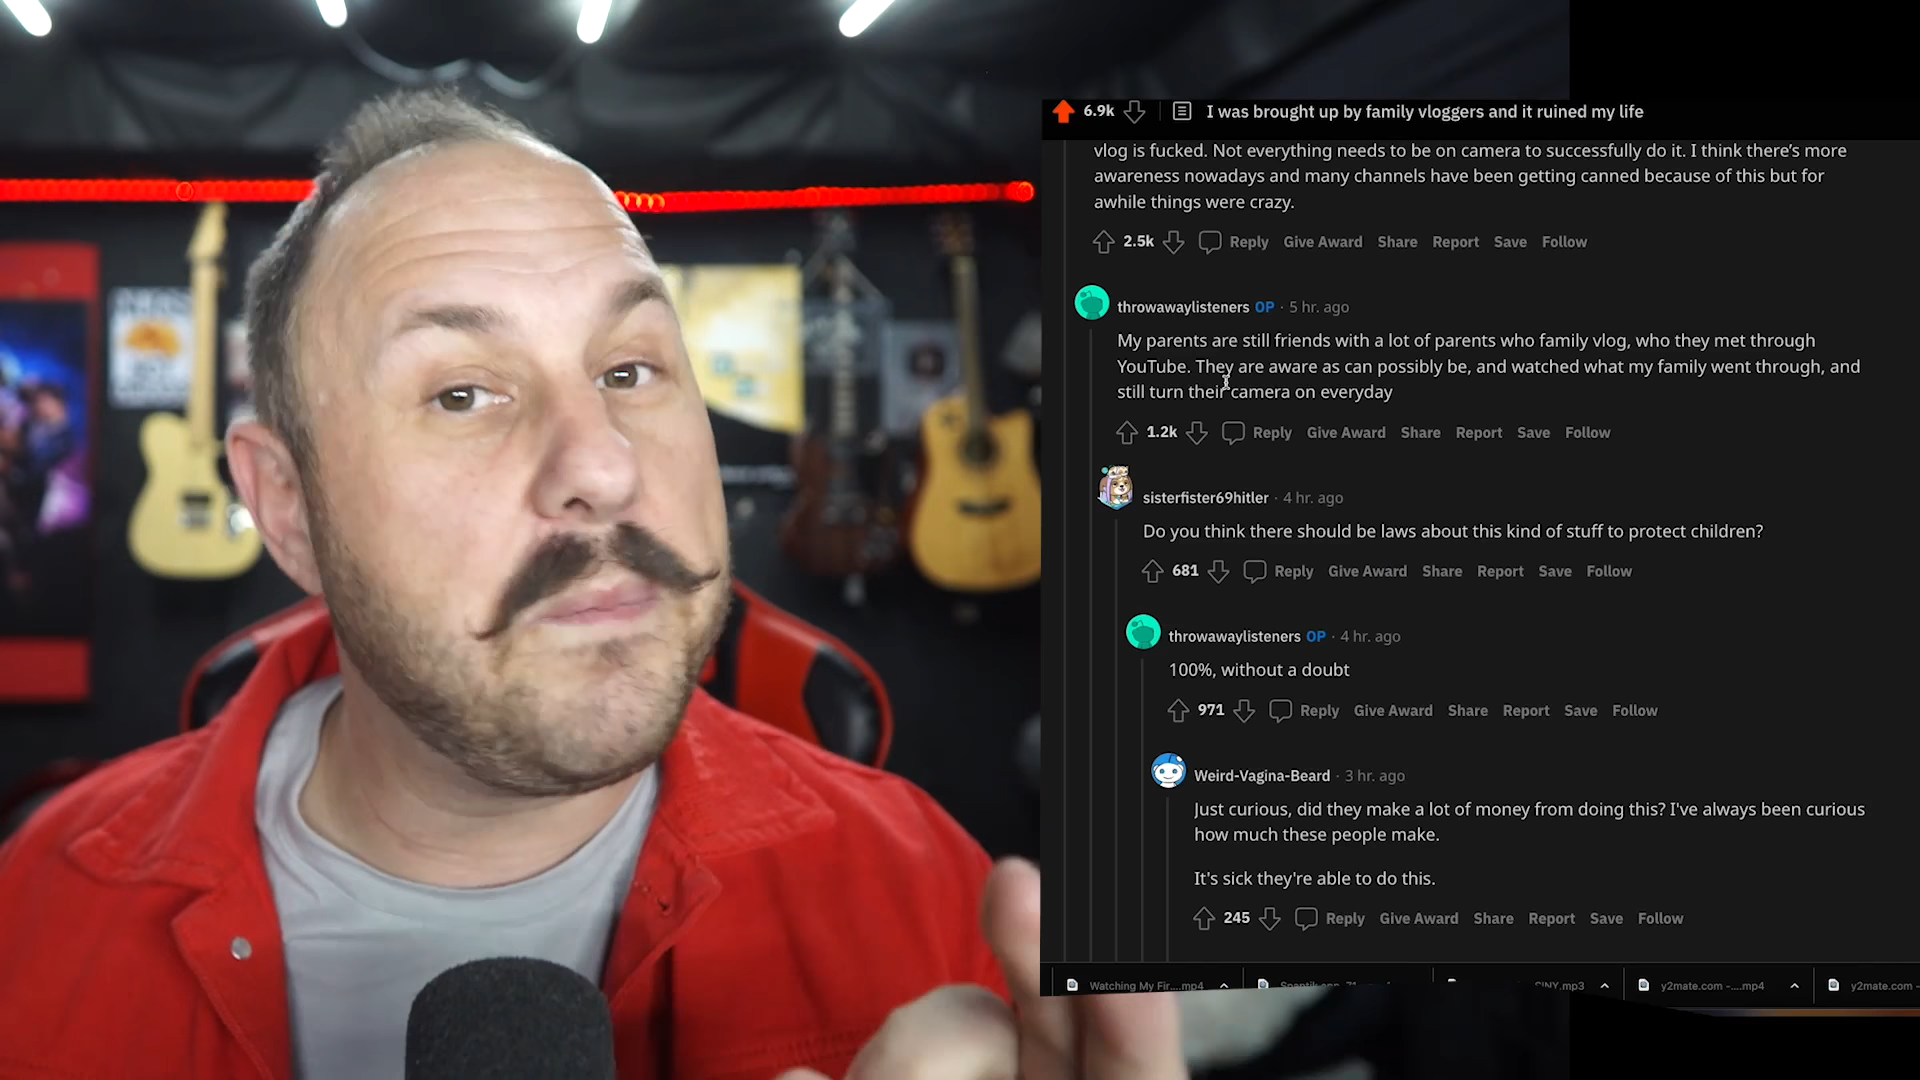 6.9k I was brought up by family vloggers and it ruined my life
vlog is fucked. Not everything needs to be on camera to successfully do it. I think there's more
awareness nowadays and many channels have been getting canned because of this but for
awhile things were crazy.
2.5k Reply Give Award Share Report Save Follow
throwawaylisteners OP · 5 hr. ago
My parents are still friends with a lot of parents who family vlog, who they met through
YouTube. They are aware as can possibly be, and watched what my family went through, and
still turn their camera on everyday
1.2k Reply Give Award Share Report Save Follow
sisterfister69hitler · 4 hr. ago
Do you think there should be laws about this kind of stuff to protect children?
681 Reply Give Award Share Report Save Follow
throwawaylisteners OP · 4 hr. ago
100%, without a doubt
971 Reply Give Award Share Report Save Follow
Weird-Vagina-Beard · 3 hr. ago
Just curious, did they make a lot of money from doing this? I've always been curious
how much these people make.
It's sick they're able to do this.
245 Reply Give Award Share Report Save Follow
Watching My Fir....mp4 y2mate.com -....mp4 y2mate.com -